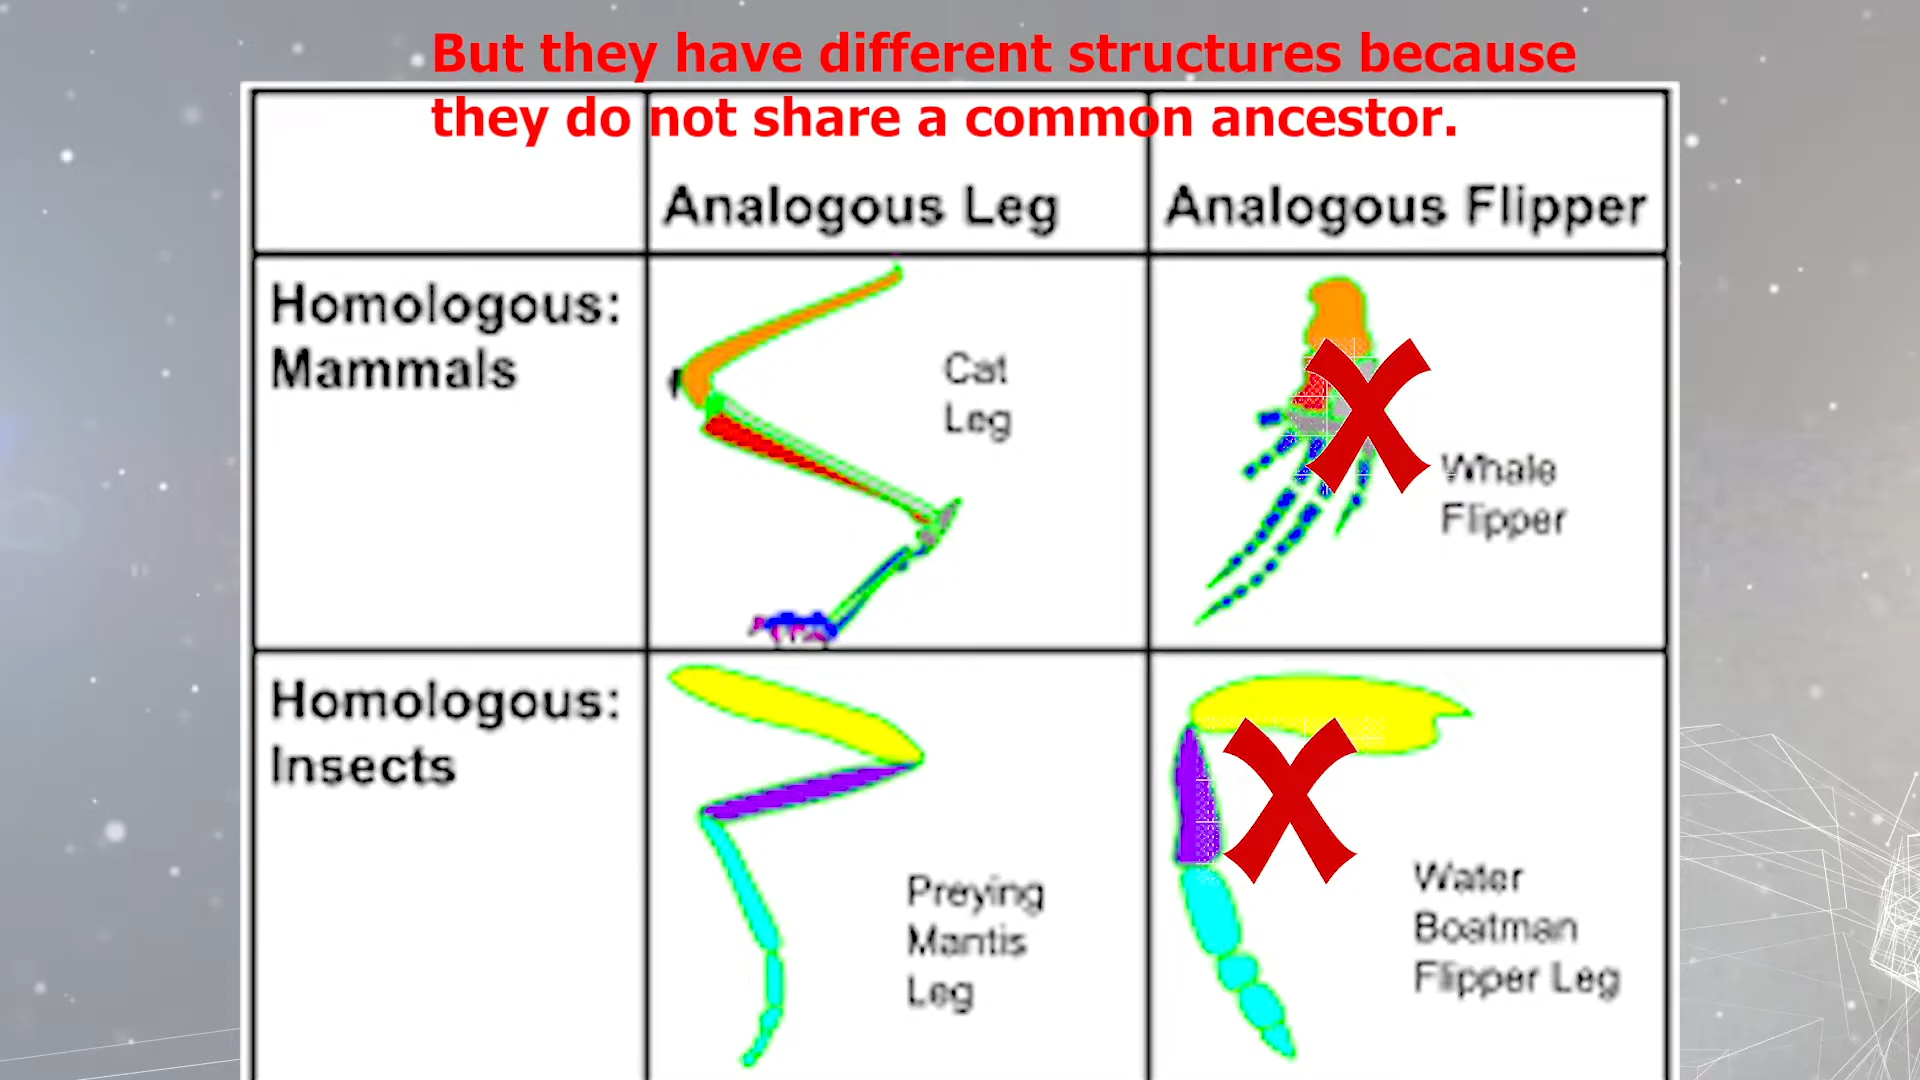 But they have different structures because
they do not share a common ancestor.
Analogous Leg
Analogous Flipper
Homologous:
Mammals
Cat
Leg
Whale
Flipper
Homologous:
Insects
Preying
Mantis
Leg
Water
Boatman
Flipper Leg